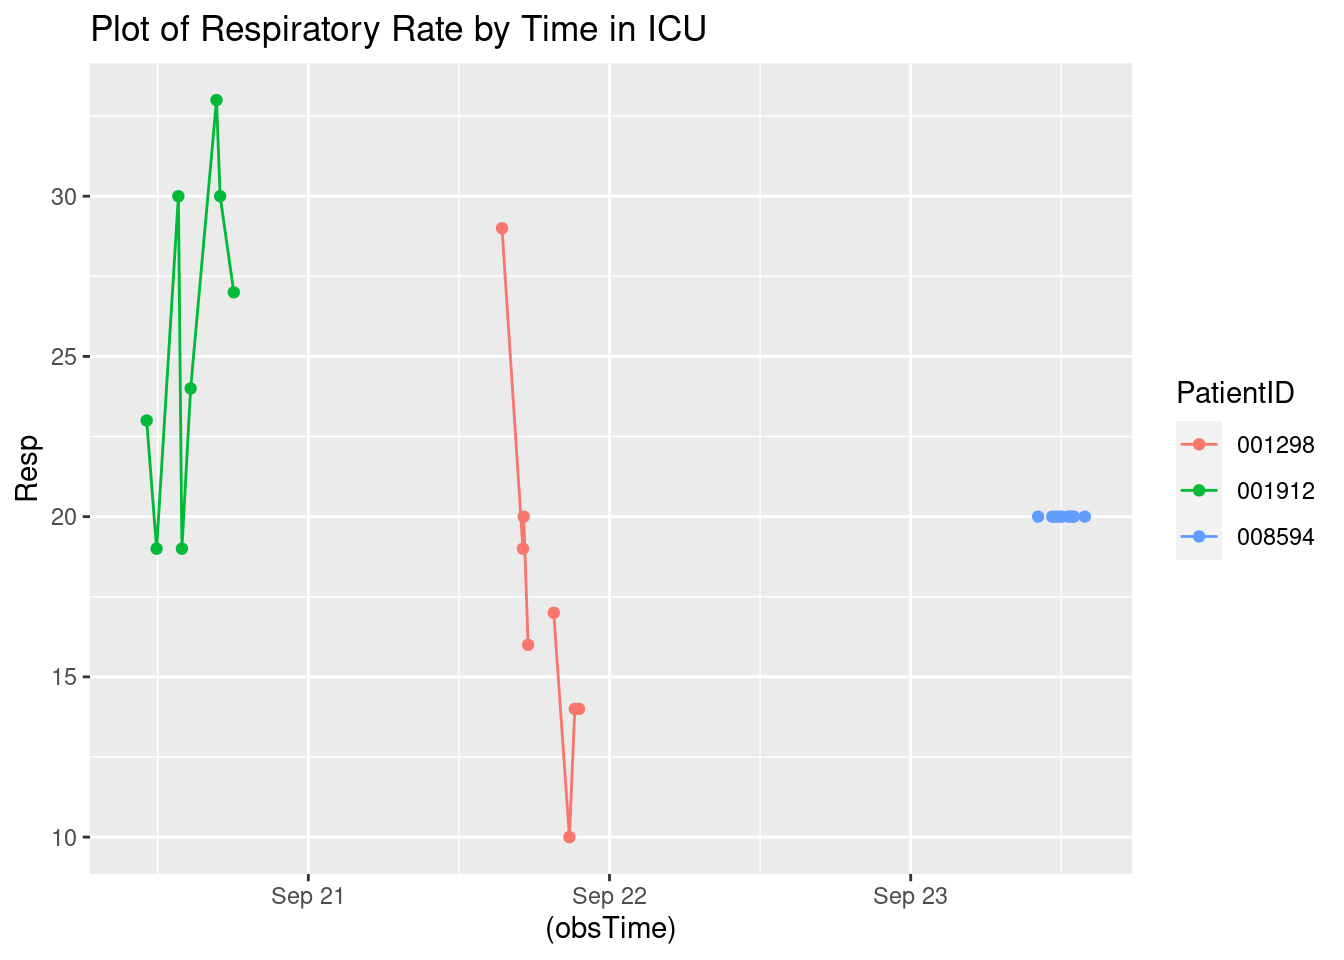 Plot of Respiratory Rate by Time in ICU
30
25
20
15
10
Resp
Sep 21
Sep 22
Sep 23
(obsTime)
PatientID
001298
001912
008594